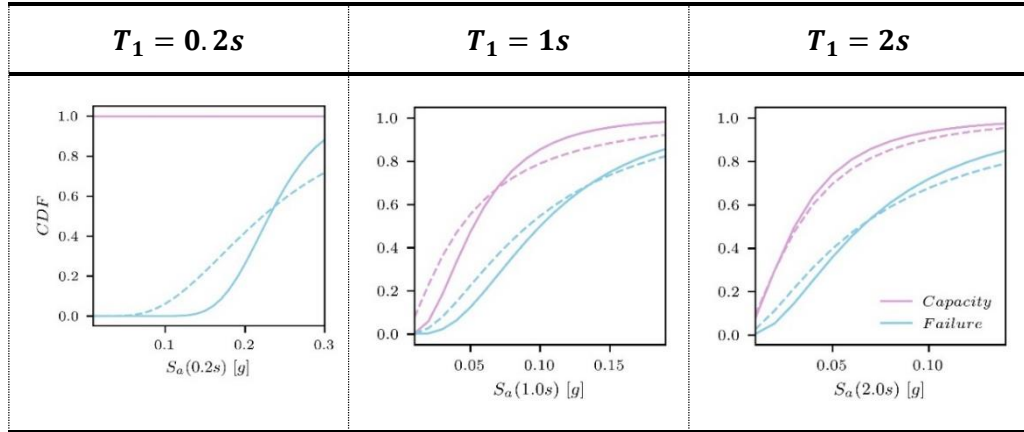 T₁ = 0.2s
T₁ = 1s
T₁ = 2s
CDF
1.0
0.8
0.6
0.4
0.2
0.0
0.1
0.2
0.3
Sₐ(0.2s) [g]
1.0
0.8
0.6
0.4
0.2
0.0
0.05
0.10
0.15
Sₐ(1.0s) [g]
1.0
0.8
0.6
0.4
0.2
0.0
Capacity
Failure
0.05
0.10
Sₐ(2.0s) [g]